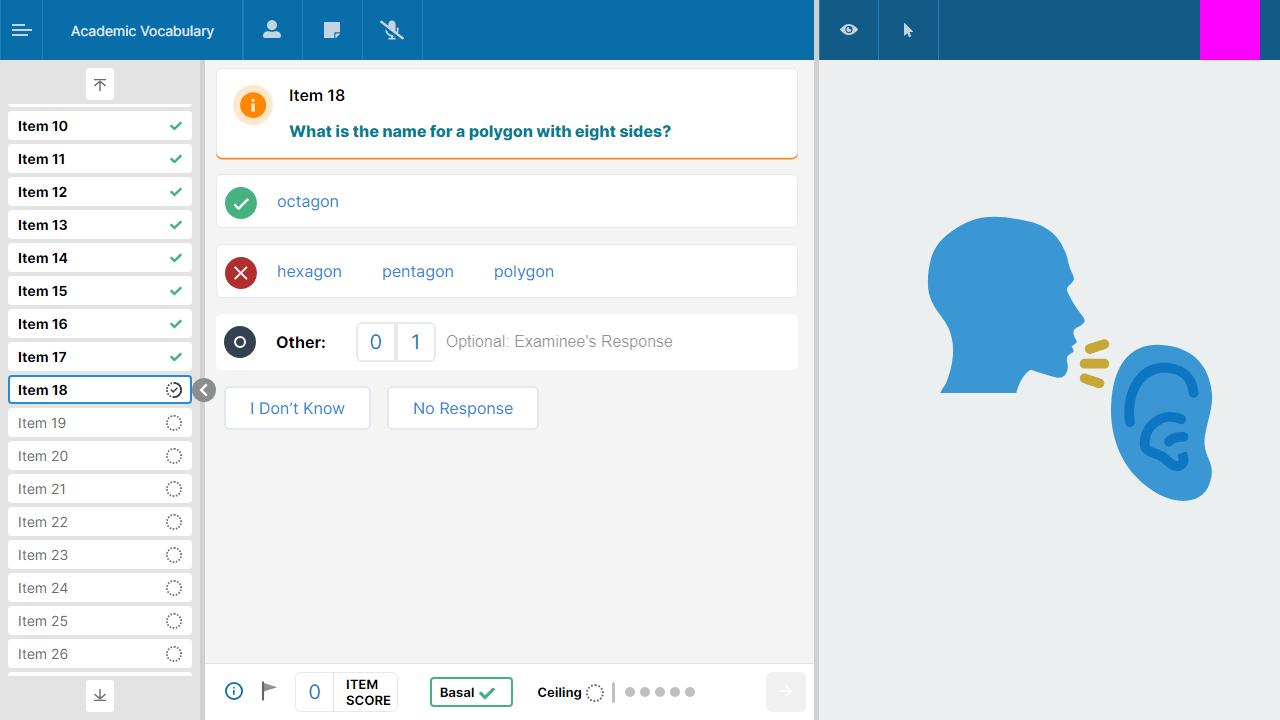 Academic Vocabulary
Item 10
Item 11
Item 12
Item 13
Item 14
Item 15
Item 16
Item 17
Item 18
Item 19
Item 20
Item 21
Item 22
Item 23
Item 24
Item 25
Item 26
Item 18
What is the name for a polygon with eight sides?
octagon
hexagon pentagon polygon
Other: 0 1 Optional: Examinee's Response
I Don’t Know No Response
0 ITEM SCORE Basal Ceiling